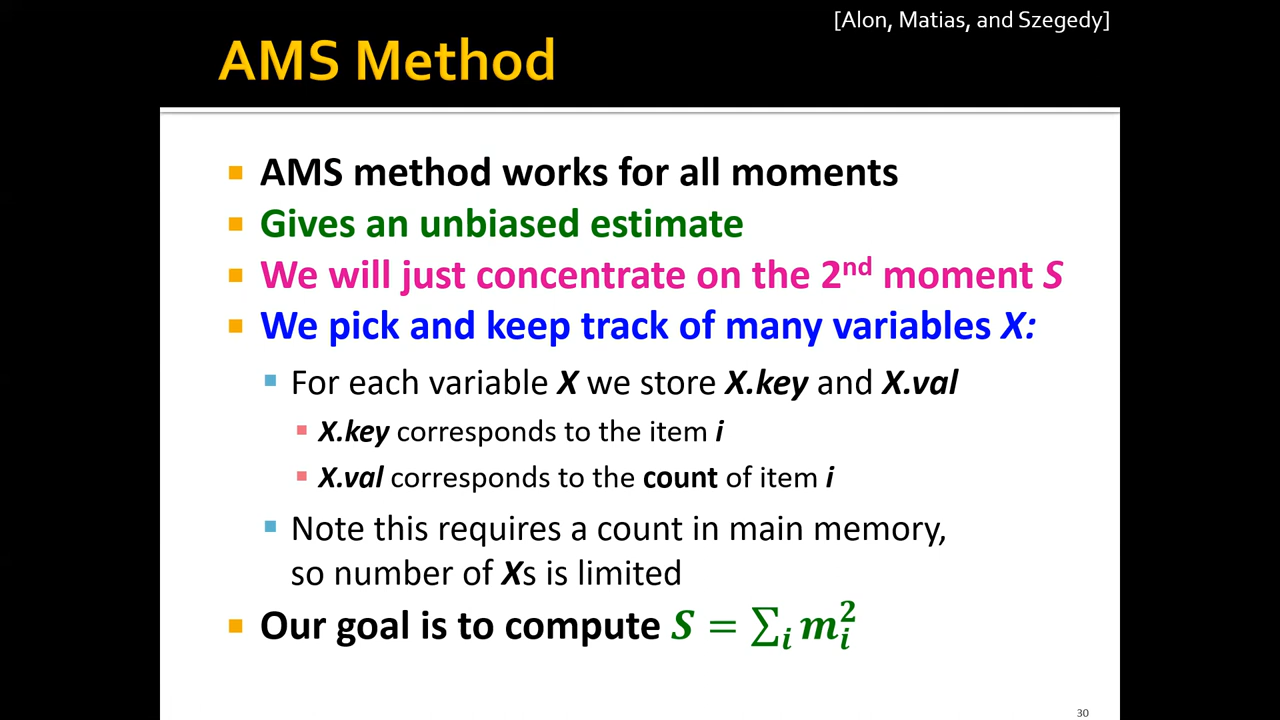 [Alon, Matias, and Szegedy]
AMS Method
AMS method works for all moments
Gives an unbiased estimate
We will just concentrate on the 2nd moment S
We pick and keep track of many variables X:
For each variable X we store X.key and X.val
X.key corresponds to the item i
X.val corresponds to the count of item i
Note this requires a count in main memory,
so number of Xs is limited
Our goal is to compute S = ∑ᵢ mᵢ²
30